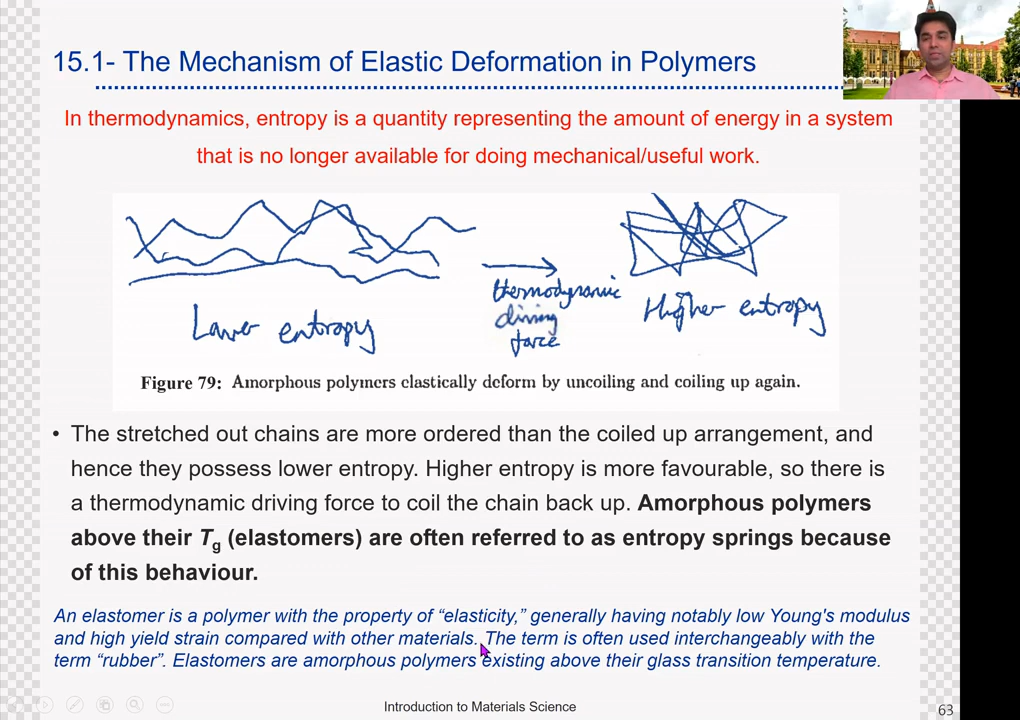 15.1- The Mechanism of Elastic Deformation in Polymers
In thermodynamics, entropy is a quantity representing the amount of energy in a system
that is no longer available for doing mechanical/useful work.
Lower entropy
thermodynamic
driving
force
Higher entropy
Figure 79: Amorphous polymers elastically deform by uncoiling and coiling up again.
• The stretched out chains are more ordered than the coiled up arrangement, and
hence they possess lower entropy. Higher entropy is more favourable, so there is
a thermodynamic driving force to coil the chain back up. Amorphous polymers
above their Tg (elastomers) are often referred to as entropy springs because
of this behaviour.
An elastomer is a polymer with the property of “elasticity,” generally having notably low Young's modulus
and high yield strain compared with other materials. The term is often used interchangeably with the
term “rubber”. Elastomers are amorphous polymers existing above their glass transition temperature.
Introduction to Materials Science
63